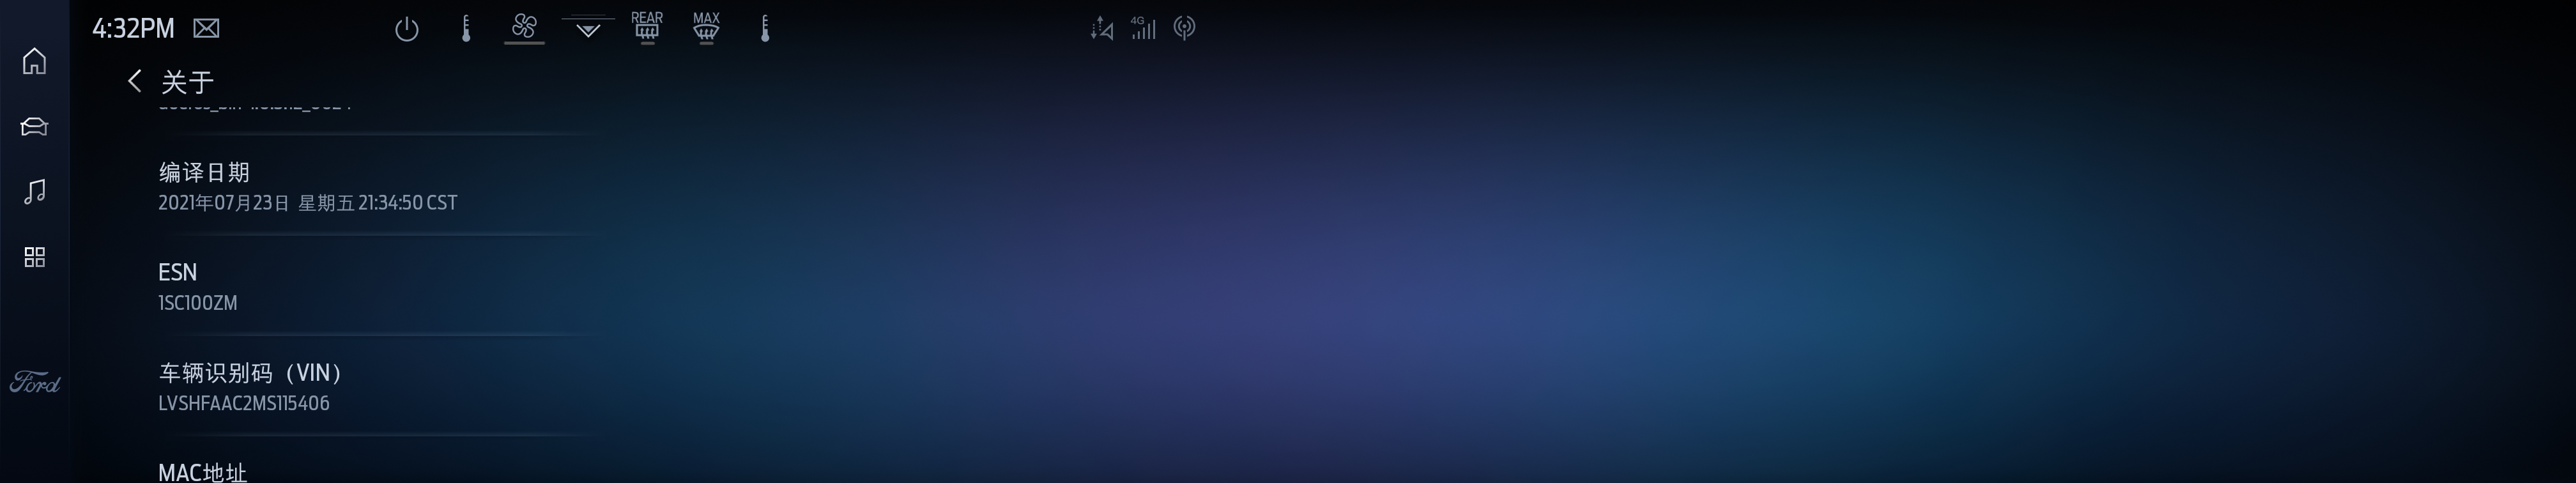 4:32PM
REAR
MAX
4G
关于
编译日期
2021年07月23日 星期五 21:34:50 CST
ESN
1SC100ZM
车辆识别码（VIN）
LVSHFAAC2MS115406
Ford
MAC地址